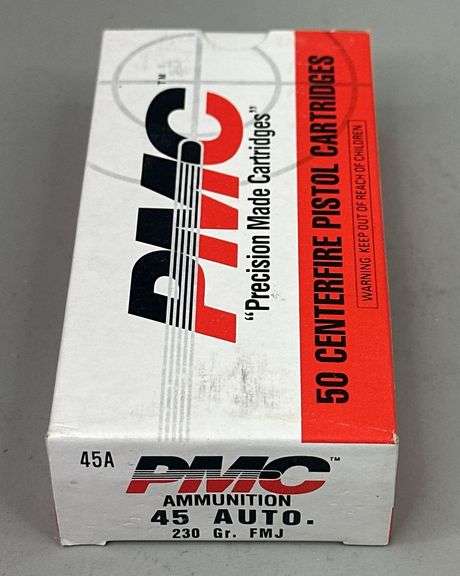 PMC™
"Precision Made Cartridges"
50 CENTERFIRE PISTOL CARTRIDGES
WARNING: KEEP OUT OF REACH OF CHILDREN
45A
PMC™
AMMUNITION
45 AUTO.
230 Gr. FMJ